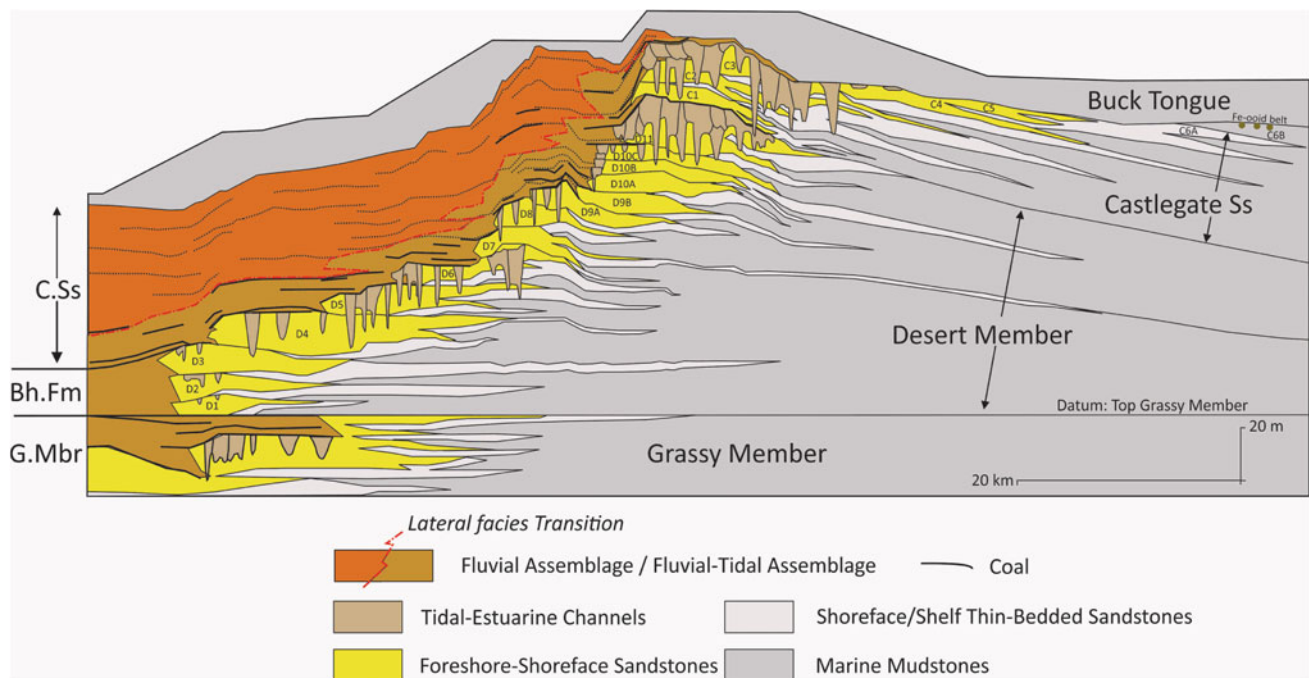 C3
C2
C1
C4
C5
Buck Tongue
Fe-ooid belt
C6A
C6B
D11
D10C
D10B
D10A
D9B
D9A
D8
D7
D6
D5
D4
D3
D2
D1
Castlegate Ss
C.Ss
Desert Member
Bh.Fm
Datum: Top Grassy Member
G.Mbr
Grassy Member
20 m
20 km
Lateral facies Transition
Fluvial Assemblage / Fluvial-Tidal Assemblage
Coal
Tidal-Estuarine Channels
Shoreface/Shelf Thin-Bedded Sandstones
Foreshore-Shoreface Sandstones
Marine Mudstones